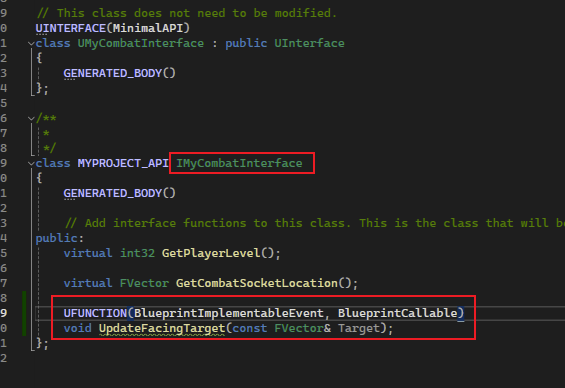 9 // This class does not need to be modified.
0 UINTERFACE(MinimalAPI)
1 class UMyCombatInterface : public UInterface
2 {
3 GENERATED_BODY()
4 };
5
6 /**
7 *
8 */
9 class MYPROJECT_API IMyCombatInterface
0 {
1 GENERATED_BODY()
2
3 // Add interface functions to this class. This is the class that will be
4 public:
5 virtual int32 GetPlayerLevel();
6
7 virtual FVector GetCombatSocketLocation();
8
9 UFUNCTION(BlueprintImplementableEvent, BlueprintCallable)
0 void UpdateFacingTarget(const FVector& Target);
1 };
2